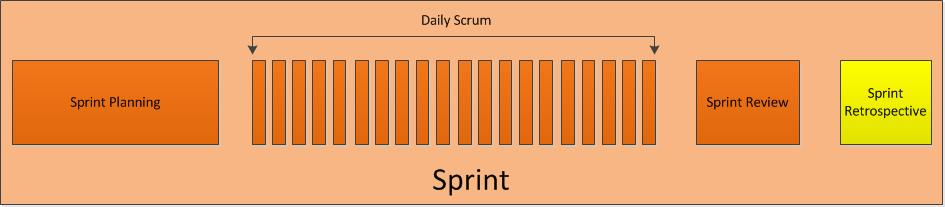 Daily Scrum
Sprint Planning
Sprint Review
Sprint
Retrospective
Sprint